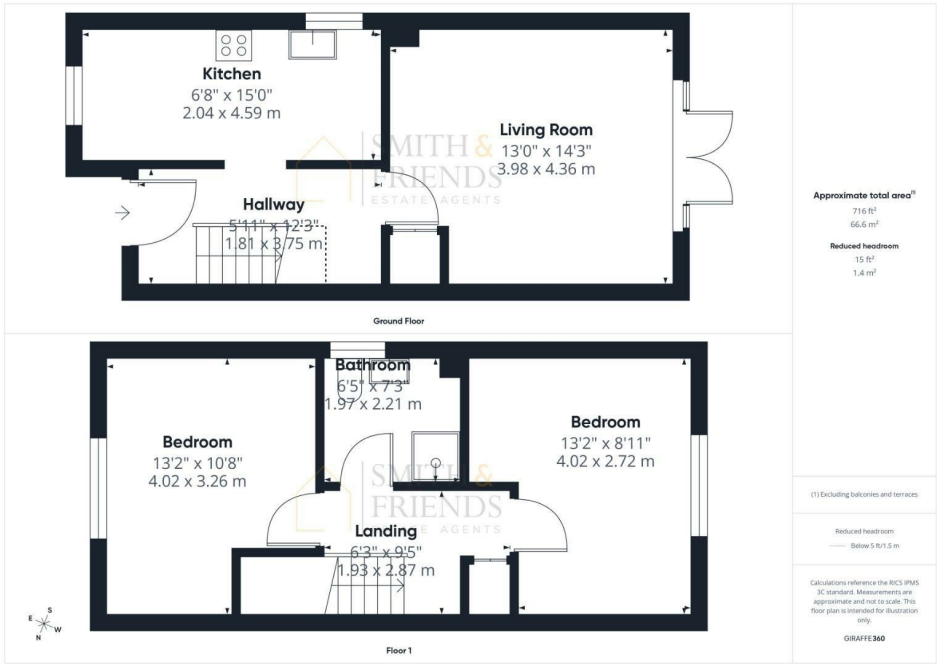 Kitchen
6'8" x 15'0"
2.04 x 4.59 m
Living Room
13'0" x 14'3"
3.98 x 4.36 m
SMITH &
FRIENDS
ESTATE AGENTS
Hallway
5'11" x 12'3"
1.81 x 3.75 m
Ground Floor
Bathroom
6'5" x 7'3"
1.97 x 2.21 m
Bedroom
13'2" x 10'8"
4.02 x 3.26 m
Bedroom
13'2" x 8'11"
4.02 x 2.72 m
SMITH &
FRIENDS
AGENTS
Landing
6'3" x 9'5"
1.93 x 2.87 m
S
E
W
N
Floor 1
Approximate total area(1)
716 ft²
66.6 m²
Reduced headroom
15 ft²
1.4 m²
(1) Excluding balconies and terraces
Reduced headroom
Below 5 ft/1.5 m
Calculations reference the RICS IPMS
3C standard. Measurements are
approximate and not to scale. This
floor plan is intended for illustration
only.
GIRAFFE360